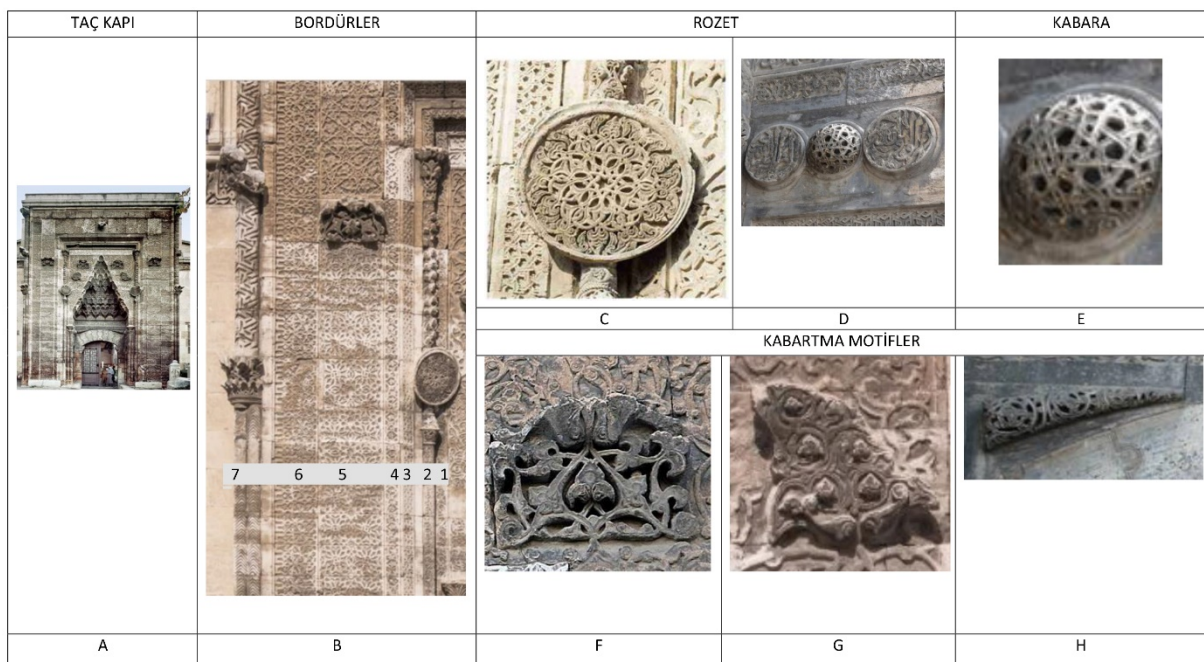 TAÇ KAPI
BORDÜRLER
ROZET
KABARA
7 6 5 4 3 2 1
C
D
E
KABARTMA MOTİFLER
A
B
F
G
H